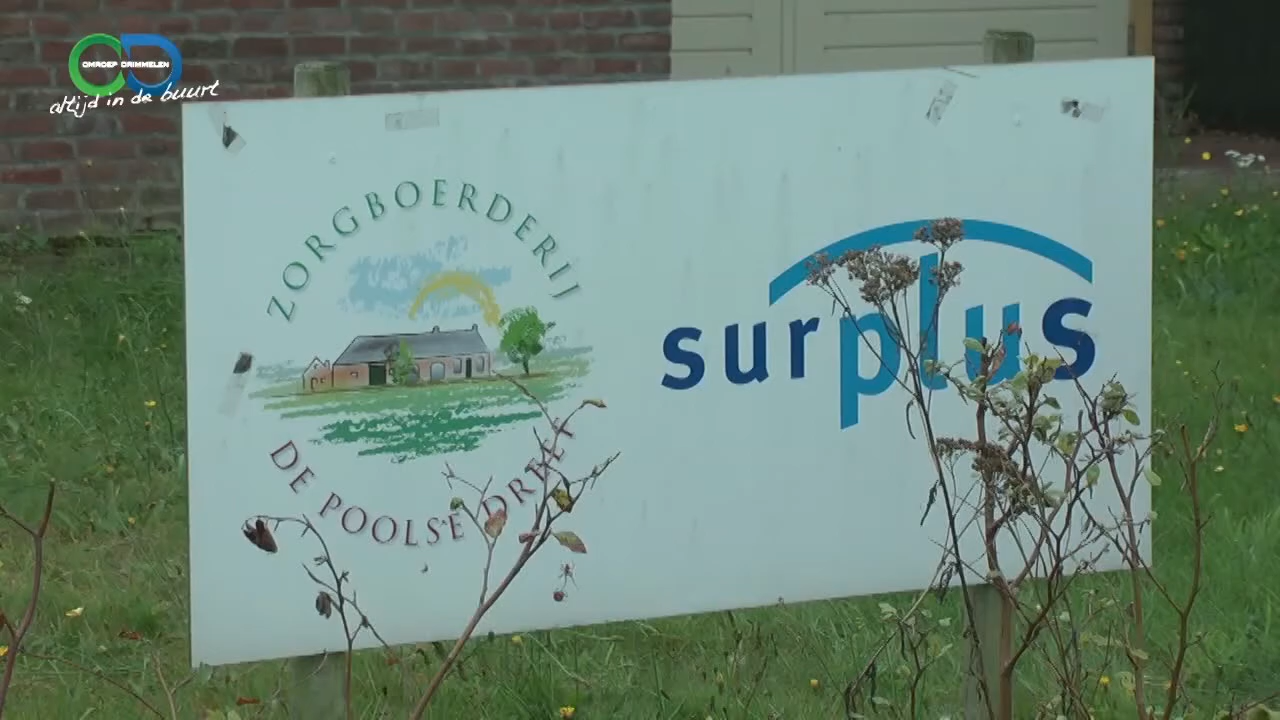 OMROEP DRIMMELEN
altijd in de buurt
ZORGBOERDERIJ
DE POOLSE DREEF
surplus